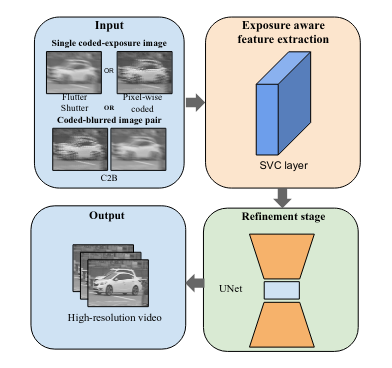 Input
Single coded-exposure image
OR
Flutter Shutter
Pixel-wise coded
OR
Coded-blurred image pair
C2B
Exposure aware
feature extraction
SVC layer
Refinement stage
UNet
Output
High-resolution video